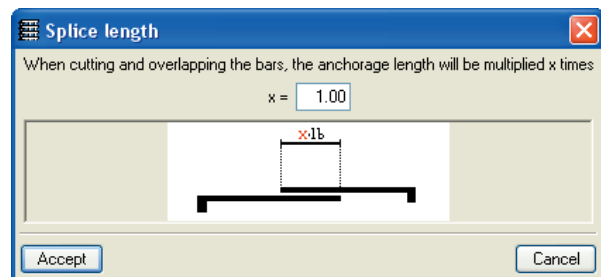 Splice length
When cutting and overlapping the bars, the anchorage length will be multiplied x times
x = 1.00
x·lb
Accept Cancel